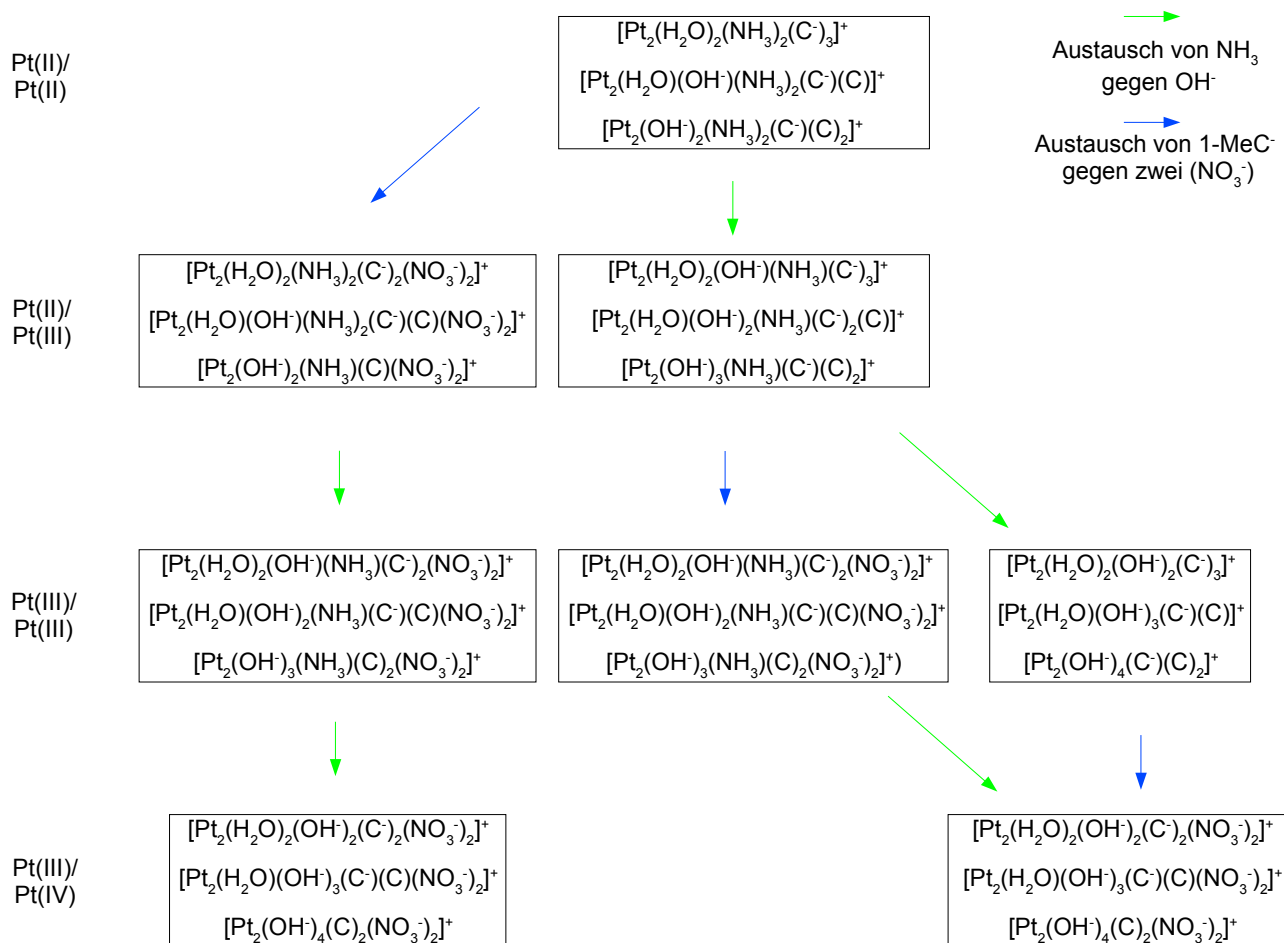 Pt(II)/
Pt(II)
[Pt₂(H₂O)₂(NH₃)₂(C⁻)₃]⁺
[Pt₂(H₂O)(OH⁻)(NH₃)₂(C⁻)(C)]⁺
[Pt₂(OH⁻)₂(NH₃)₂(C⁻)(C)₂]⁺
Austausch von NH₃
gegen OH⁻
Austausch von 1-MeC⁻
gegen zwei (NO₃⁻)
Pt(II)/
Pt(III)
[Pt₂(H₂O)₂(NH₃)₂(C⁻)₂(NO₃⁻)₂]⁺
[Pt₂(H₂O)(OH⁻)(NH₃)₂(C⁻)(C)(NO₃⁻)₂]⁺
[Pt₂(OH⁻)₂(NH₃)(C)(NO₃⁻)₂]⁺
[Pt₂(H₂O)₂(OH⁻)(NH₃)(C⁻)₃]⁺
[Pt₂(H₂O)(OH⁻)₂(NH₃)(C⁻)₂(C)]⁺
[Pt₂(OH⁻)₃(NH₃)(C⁻)(C)₂]⁺
Pt(III)/
Pt(III)
[Pt₂(H₂O)₂(OH⁻)(NH₃)(C⁻)₂(NO₃⁻)₂]⁺
[Pt₂(H₂O)(OH⁻)₂(NH₃)(C⁻)(C)(NO₃⁻)₂]⁺
[Pt₂(OH⁻)₃(NH₃)(C)₂(NO₃⁻)₂]⁺
[Pt₂(H₂O)₂(OH⁻)(NH₃)(C⁻)₂(NO₃⁻)₂]⁺
[Pt₂(H₂O)(OH⁻)₂(NH₃)(C⁻)(C)(NO₃⁻)₂]⁺
[Pt₂(OH⁻)₃(NH₃)(C)₂(NO₃⁻)₂]⁺)
[Pt₂(H₂O)₂(OH⁻)₂(C⁻)₃]⁺
[Pt₂(H₂O)(OH⁻)₃(C⁻)(C)]⁺
[Pt₂(OH⁻)₄(C⁻)(C)₂]⁺
Pt(III)/
Pt(IV)
[Pt₂(H₂O)₂(OH⁻)₂(C⁻)₂(NO₃⁻)₂]⁺
[Pt₂(H₂O)(OH⁻)₃(C⁻)(C)(NO₃⁻)₂]⁺
[Pt₂(OH⁻)₄(C)₂(NO₃⁻)₂]⁺
[Pt₂(H₂O)₂(OH⁻)₂(C⁻)₂(NO₃⁻)₂]⁺
[Pt₂(H₂O)(OH⁻)₃(C⁻)(C)(NO₃⁻)₂]⁺
[Pt₂(OH⁻)₄(C)₂(NO₃⁻)₂]⁺